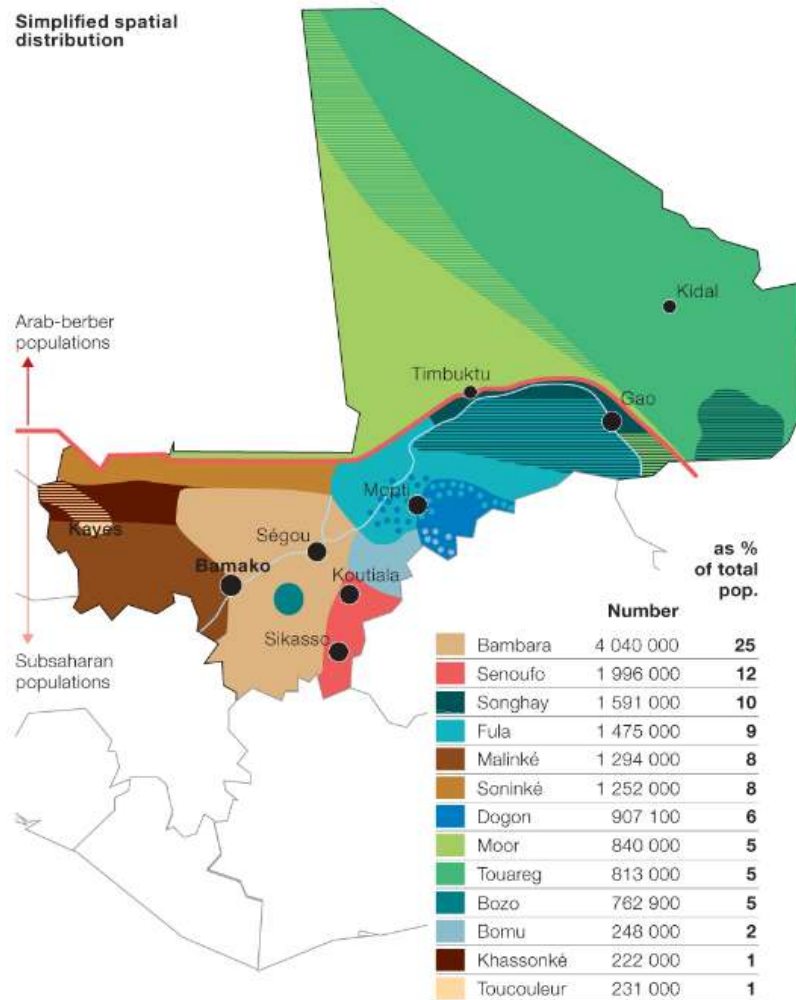 Simplified spatial
distribution
Kidal
Arab-berber
populations
Timbuktu
Gao
Mopti
Kayes
Ségou
Bamako
Koutiala
Sikasso
Subsaharan
populations
as %
of total
pop.
Number
Bambara 4 040 000 25
Senoufo 1 996 000 12
Songhay 1 591 000 10
Fula 1 475 000 9
Malinké 1 294 000 8
Soninké 1 252 000 8
Dogon 907 100 6
Moor 840 000 5
Touareg 813 000 5
Bozo 762 900 5
Bomu 248 000 2
Khassonké 222 000 1
Toucouleur 231 000 1